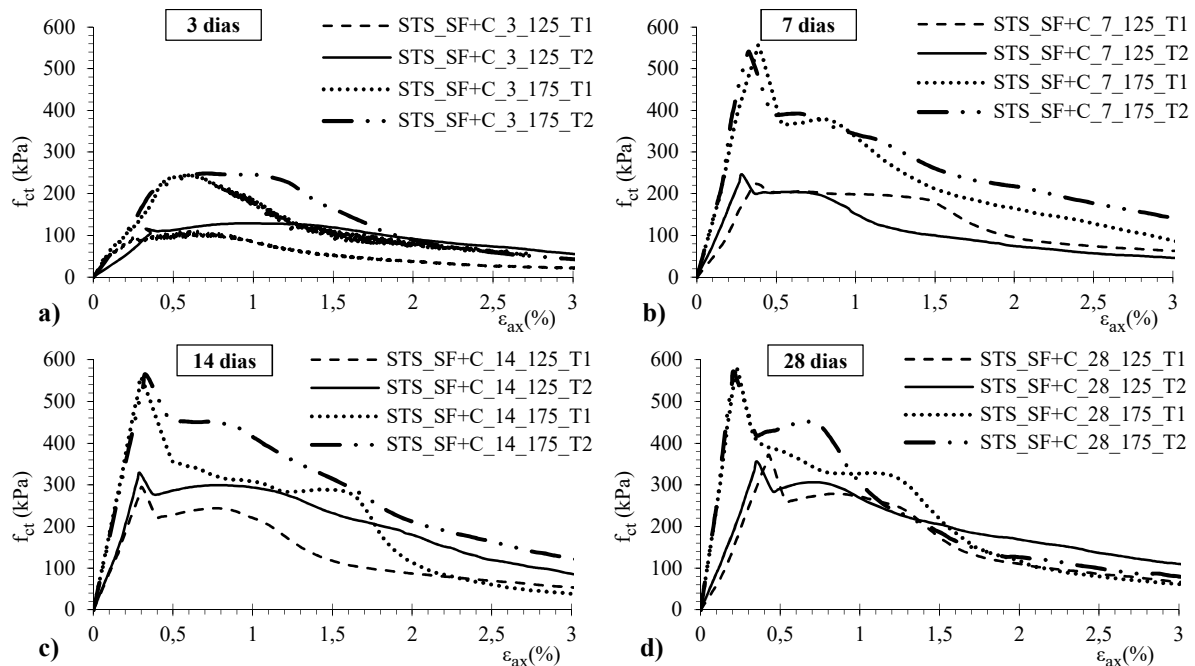 3 dias
STS_SF+C_3_125_T1
STS_SF+C_3_125_T2
STS_SF+C_3_175_T1
STS_SF+C_3_175_T2
600
500
400
300
200
100
0
f_ct (kPa)
0 0,5 1 1,5 2 2,5 3
ε_ax(%)
a)
7 dias
STS_SF+C_7_125_T1
STS_SF+C_7_125_T2
STS_SF+C_7_175_T1
STS_SF+C_7_175_T2
600
500
400
300
200
100
0
f_ct (kPa)
0 0,5 1 1,5 2 2,5 3
ε_ax(%)
b)
14 dias
STS_SF+C_14_125_T1
STS_SF+C_14_125_T2
STS_SF+C_14_175_T1
STS_SF+C_14_175_T2
600
500
400
300
200
100
0
f_ct (kPa)
0 0,5 1 1,5 2 2,5 3
ε_ax(%)
c)
28 dias
STS_SF+C_28_125_T1
STS_SF+C_28_125_T2
STS_SF+C_28_175_T1
STS_SF+C_28_175_T2
600
500
400
300
200
100
0
f_ct (kPa)
0 0,5 1 1,5 2 2,5 3
ε_ax(%)
d)